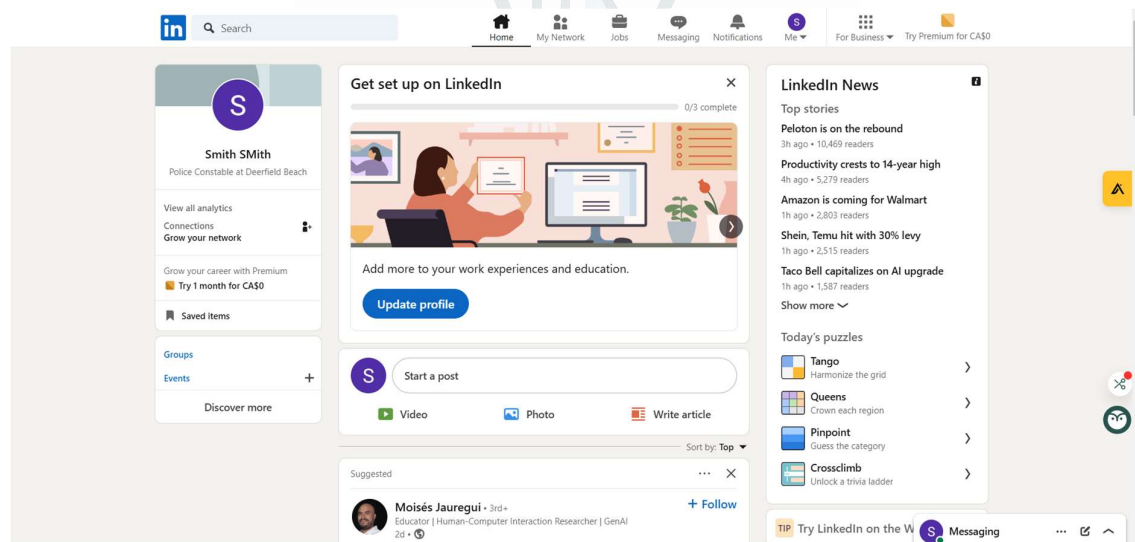 in
Search
Home
My Network
Jobs
Messaging
Notifications
S
Me
For Business
Try Premium for CA$0
S
Smith SMith
Police Constable at Deerfield Beach
View all analytics
Connections
Grow your network
Grow your career with Premium
Try 1 month for CA$0
Saved items
Groups
Events
+
Discover more
Get set up on LinkedIn
0/3 complete
Add more to your work experiences and education.
Update profile
S
Start a post
Video
Photo
Write article
Sort by: Top
Suggested
Moisés Jauregui • 3rd+
Educator | Human-Computer Interaction Researcher | GenAI
2d •
+ Follow
LinkedIn News
Top stories
Peloton is on the rebound
3h ago • 10,469 readers
Productivity crests to 14-year high
4h ago • 5,279 readers
Amazon is coming for Walmart
1h ago • 2,803 readers
Shein, Temu hit with 30% levy
1h ago • 2,515 readers
Taco Bell capitalizes on AI upgrade
1h ago • 1,587 readers
Show more
Today's puzzles
Tango
Harmonize the grid
Queens
Crown each region
Pinpoint
Guess the category
Crossclimb
Unlock a trivia ladder
TIP Try LinkedIn on the W
S
Messaging